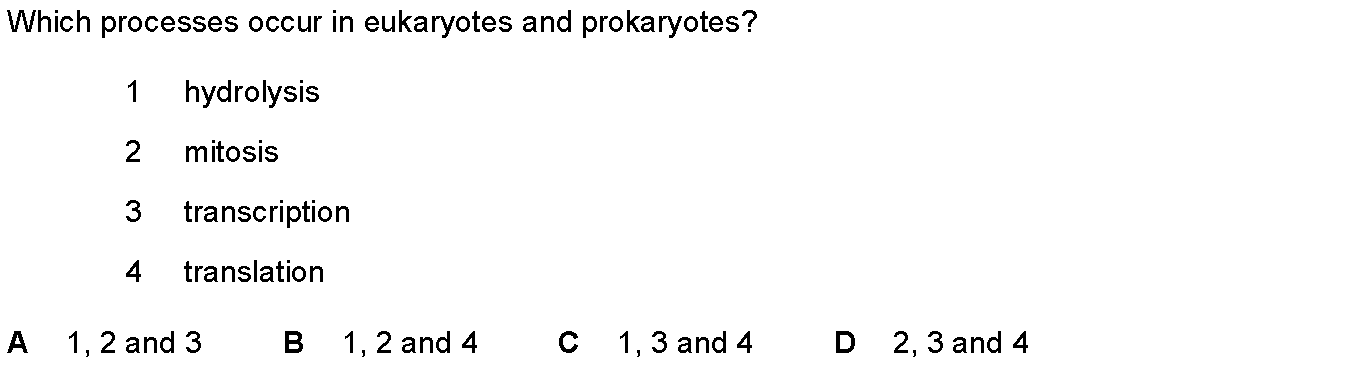 Which processes occur in eukaryotes and prokaryotes?
1 hydrolysis
2 mitosis
3 transcription
4 translation
A 1, 2 and 3 B 1, 2 and 4 C 1, 3 and 4 D 2, 3 and 4